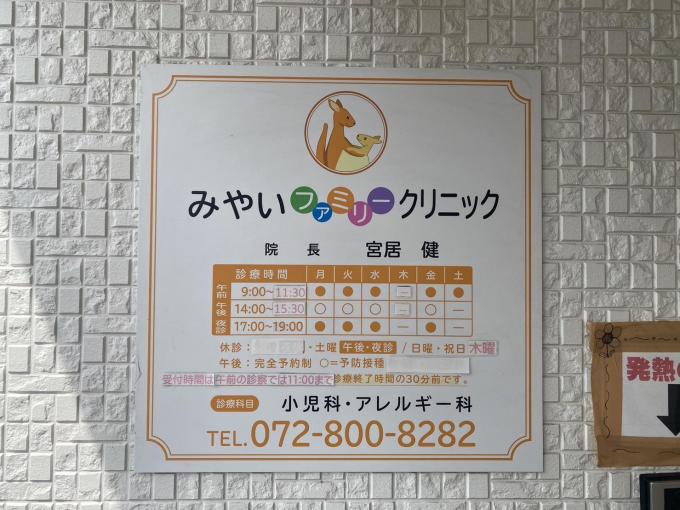 みやいファミリークリニック
院長 宮居 健
診療時間 月 火 水 木 金 土
午前 9:00~11:30 ● ● ● － ● ●
午後 14:00~15:30 ○ ○ ○ － ○ －
夜診 17:00~19:00 ● ● ● － ● －
休診： ・土曜 午後・夜診 / 日曜・祝日 木曜
午後：完全予約制 ○=予防接種
受付時間は午前の診察では11:00まで診療終了時間の30分前です。
診療科目 小児科・アレルギー科
TEL.072-800-8282
発熱の